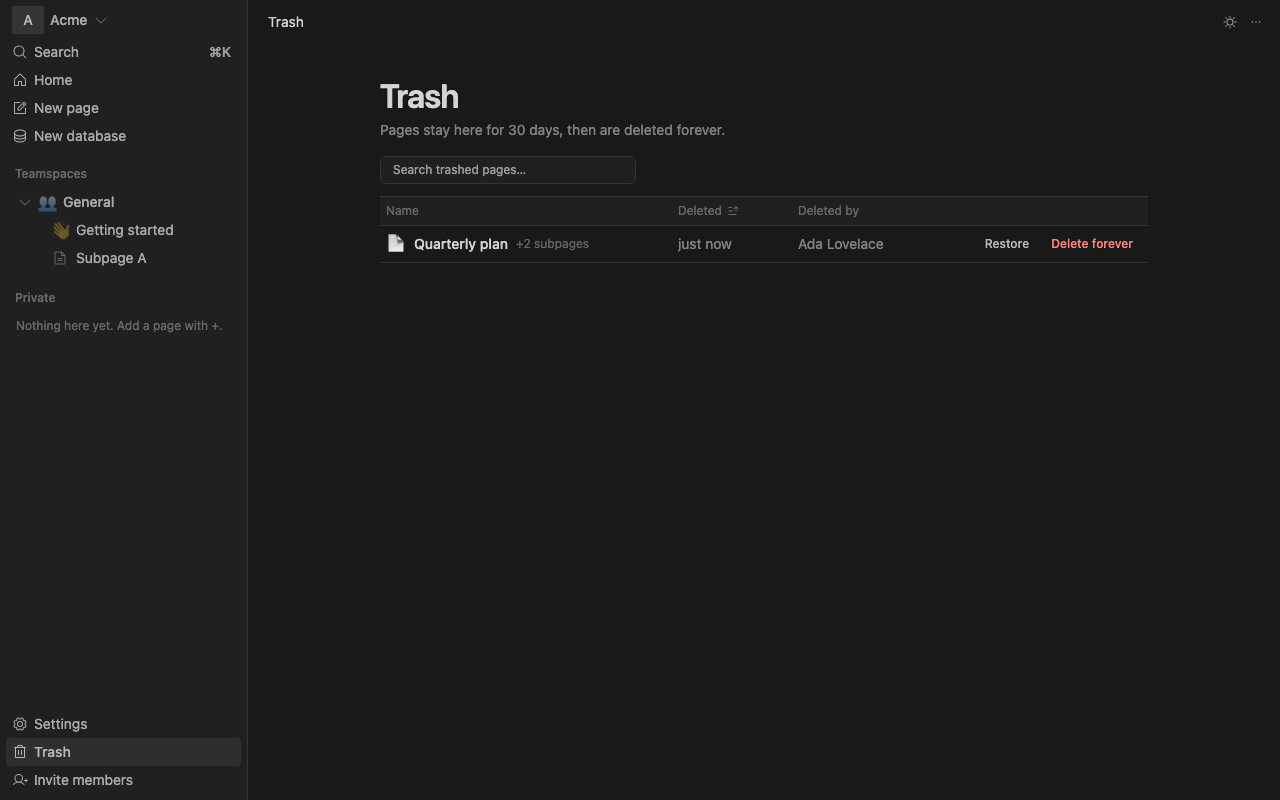 A Acme
Search ⌘K
Home
New page
New database
Teamspaces
General
Getting started
Subpage A
Private
Nothing here yet. Add a page with +.
Settings
Trash
Invite members
Trash
Trash
Pages stay here for 30 days, then are deleted forever.
Search trashed pages…
Name Deleted Deleted by
Quarterly plan +2 subpages just now Ada Lovelace Restore Delete forever